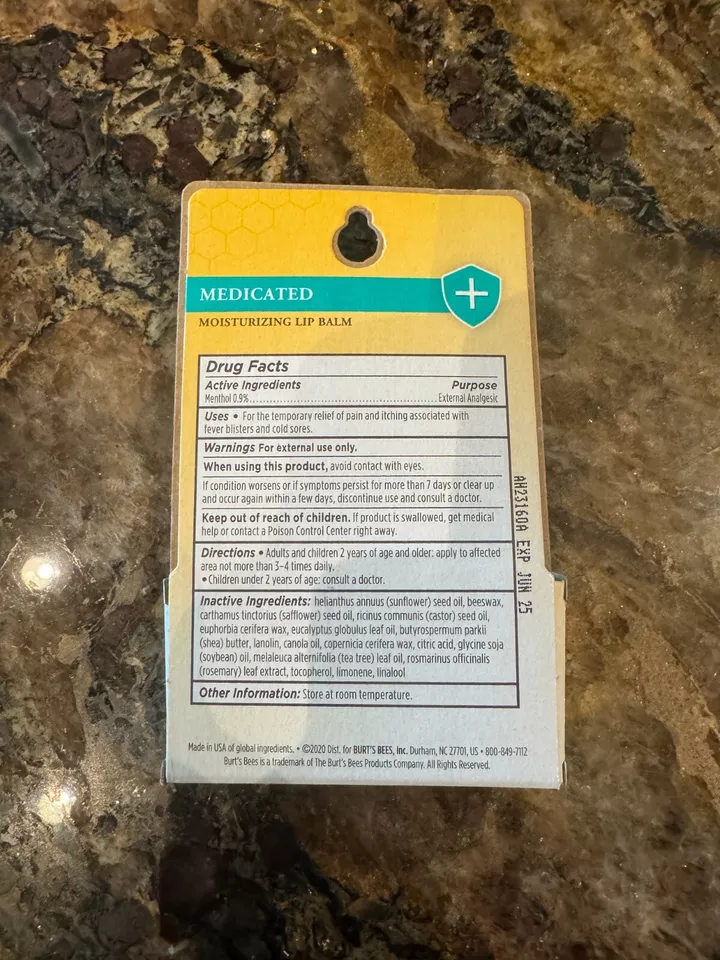 MEDICATED
MOISTURIZING LIP BALM
Drug Facts
Active Ingredients Purpose
Menthol 0.9%........................................External Analgesic
Uses • For the temporary relief of pain and itching associated with
fever blisters and cold sores.
Warnings For external use only.
When using this product, avoid contact with eyes.
If condition worsens or if symptoms persist for more than 7 days or clear up
and occur again within a few days, discontinue use and consult a doctor.
Keep out of reach of children. If product is swallowed, get medical
help or contact a Poison Control Center right away.
Directions • Adults and children 2 years of age and older: apply to affected
area not more than 3–4 times daily.
• Children under 2 years of age: consult a doctor.
Inactive Ingredients: helianthus annuus (sunflower) seed oil, beeswax,
carthamus tinctorius (safflower) seed oil, ricinus communis (castor) seed oil,
euphorbia cerifera wax, eucalyptus globulus leaf oil, butyrospermum parkii
(shea) butter, lanolin, canola oil, copernicia cerifera wax, citric acid, glycine soja
(soybean) oil, melaleuca alternifolia (tea tree) leaf oil, rosmarinus officinalis
(rosemary) leaf extract, tocopherol, limonene, linalool
Other Information: Store at room temperature.
AH23160A EXP JUN 25
Made in USA of global ingredients. • ©2020 Dist. for BURT'S BEES, Inc. Durham, NC 27701, US • 800-849-7112
Burt's Bees is a trademark of The Burt's Bees Products Company. All Rights Reserved.